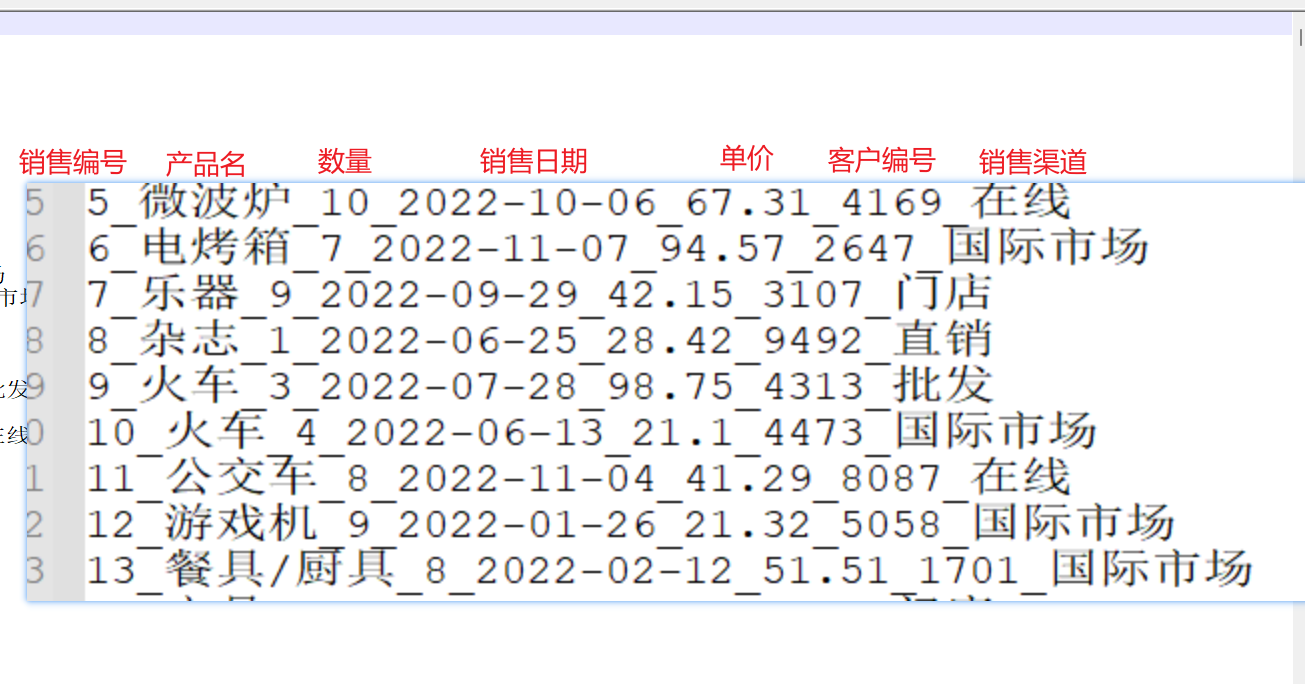 销售编号 产品名 数量 销售日期 单价 客户编号 销售渠道
5 5_微波炉_10_2022-10-06_67.31_4169_在线
6 6_电烤箱_7_2022-11-07_94.57_2647_国际市场
市 7 7_乐器_9_2022-09-29_42.15_3107_门店
8 8_杂志_1_2022-06-25_28.42_9492_直销
发 9 9_火车_3_2022-07-28_98.75_4313_批发
线 0 10_火车_4_2022-06-13_21.1_4473_国际市场
1 11_公交车_8_2022-11-04_41.29_8087_在线
2 12_游戏机_9_2022-01-26_21.32_5058_国际市场
3 13_餐具/厨具_8_2022-02-12_51.51_1701_国际市场